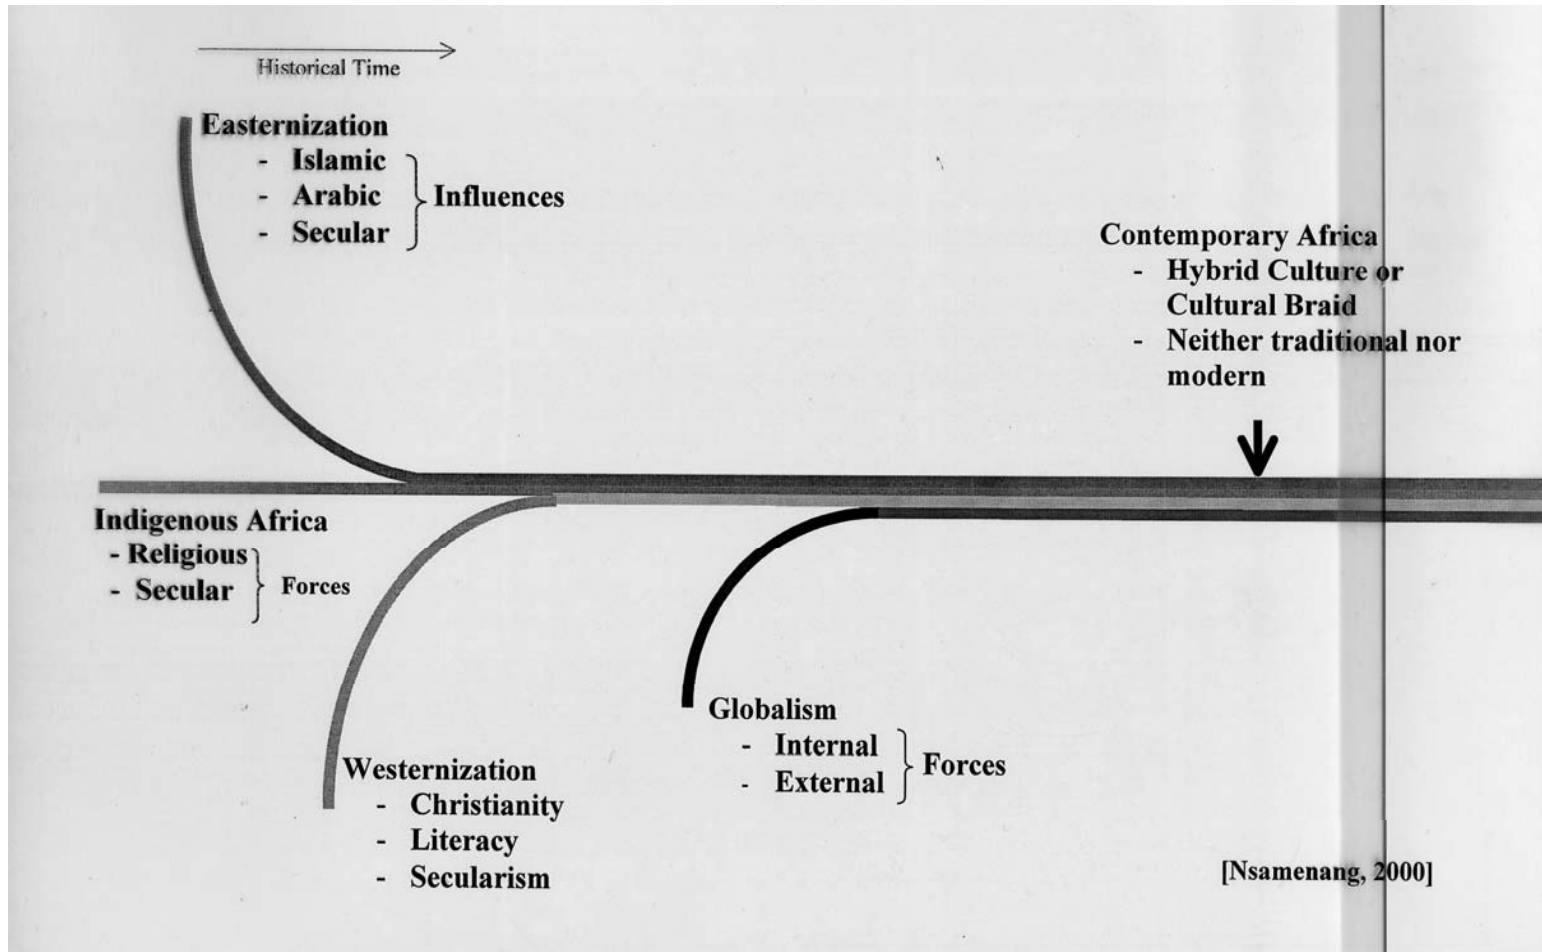 Historical Time
Easternization
- Islamic
- Arabic
- Secular
Influences
Contemporary Africa
- Hybrid Culture or
Cultural Braid
- Neither traditional nor
modern
Indigenous Africa
- Religious
- Secular
Forces
Globalism
- Internal
- External
Forces
Westernization
- Christianity
- Literacy
- Secularism
[Nsamenang, 2000]